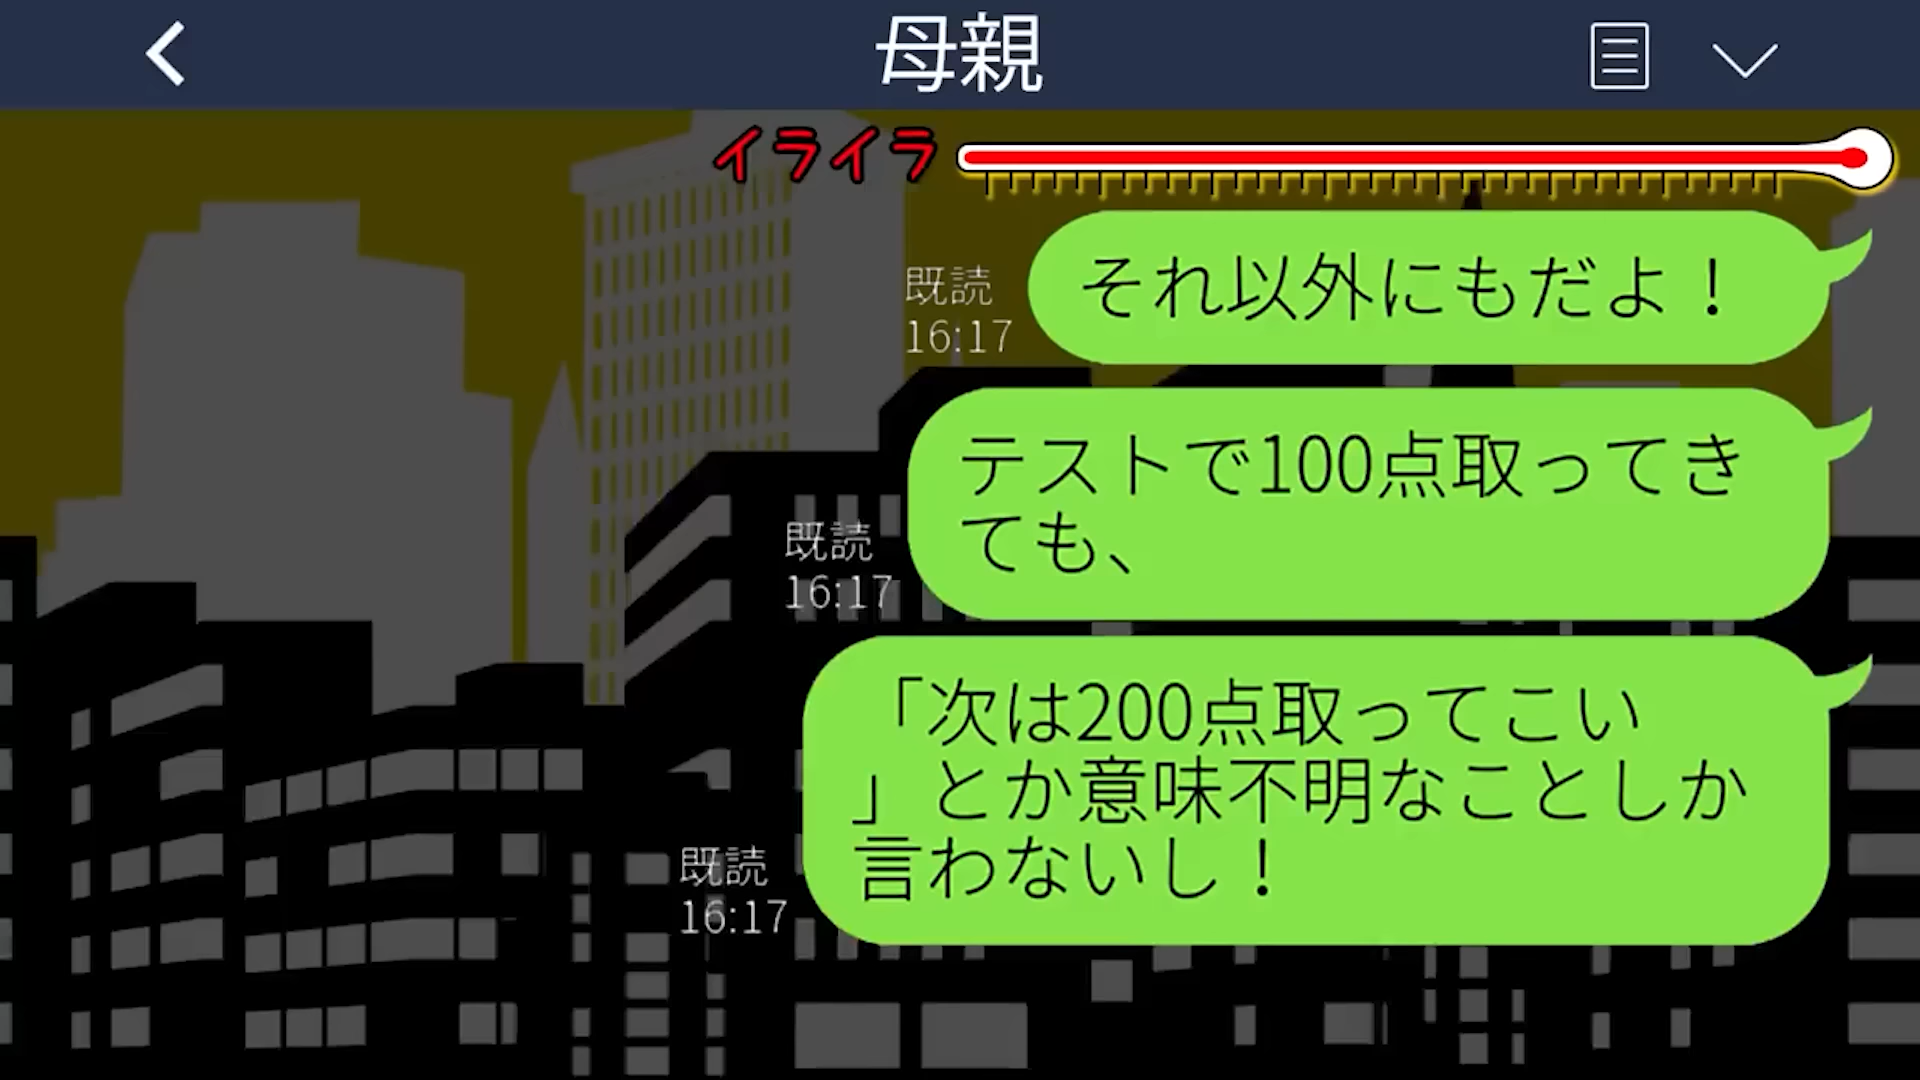 母親
イライラ
それ以外にもだよ！
既読
16:17
テストで100点取ってき
ても、
既読
16:17
「次は200点取ってこい
」とか意味不明なことしか
言わないし！
既読
16:17